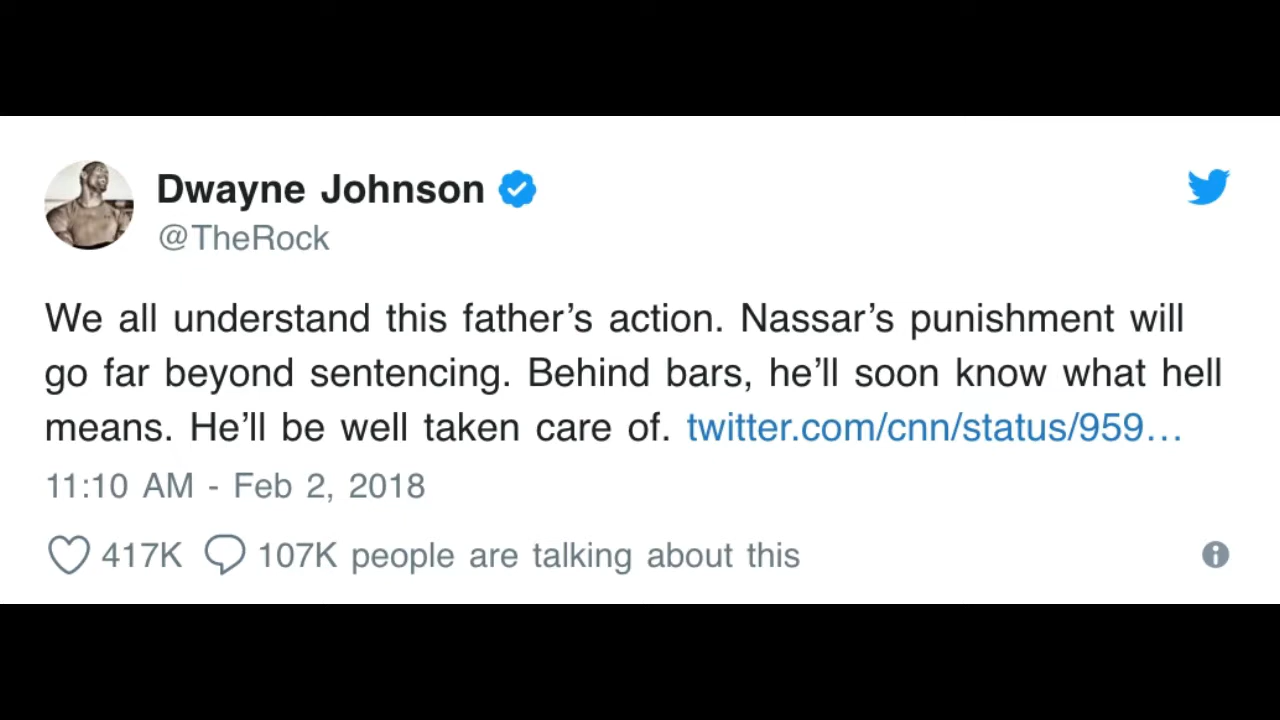 Dwayne Johnson
@TheRock
We all understand this father’s action. Nassar’s punishment will
go far beyond sentencing. Behind bars, he’ll soon know what hell
means. He’ll be well taken care of. twitter.com/cnn/status/959…
11:10 AM - Feb 2, 2018
417K 107K people are talking about this